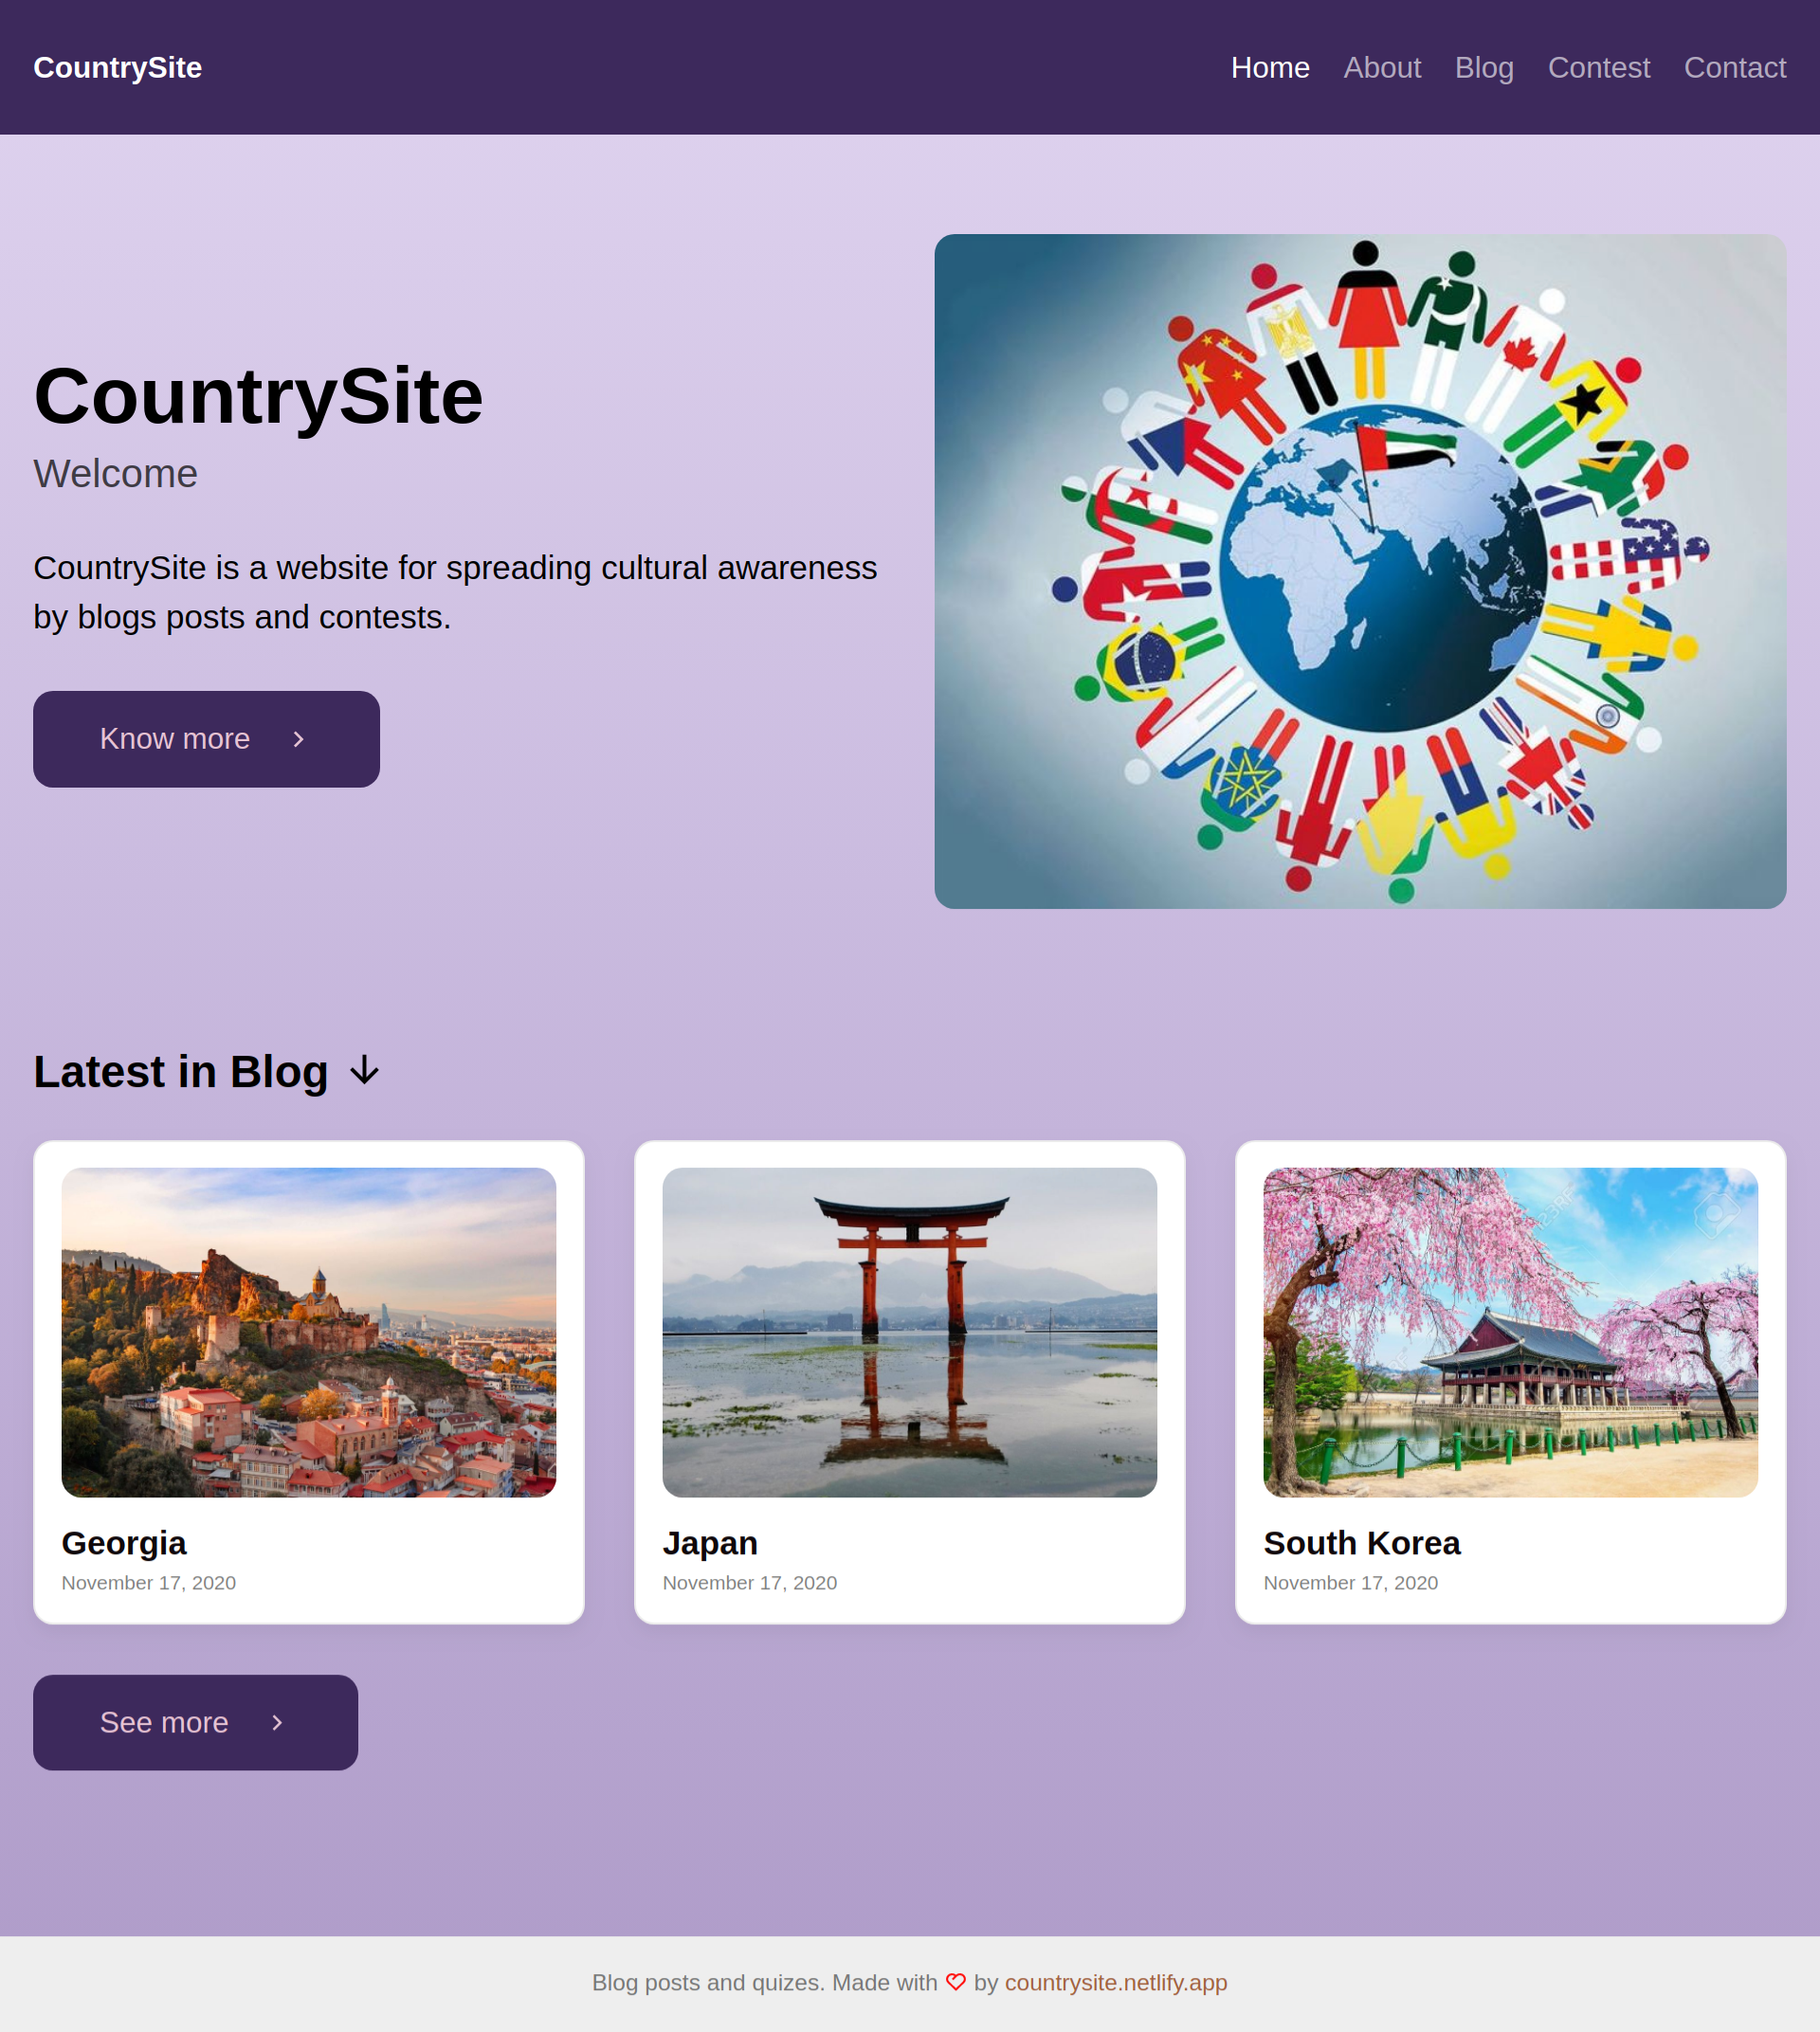 CountrySite
Home About Blog Contest Contact
CountrySite
Welcome
CountrySite is a website for spreading cultural awareness
by blogs posts and contests.
Know more
Latest in Blog
Georgia
November 17, 2020
Japan
November 17, 2020
South Korea
November 17, 2020
See more
Blog posts and quizes. Made with by countrysite.netlify.app